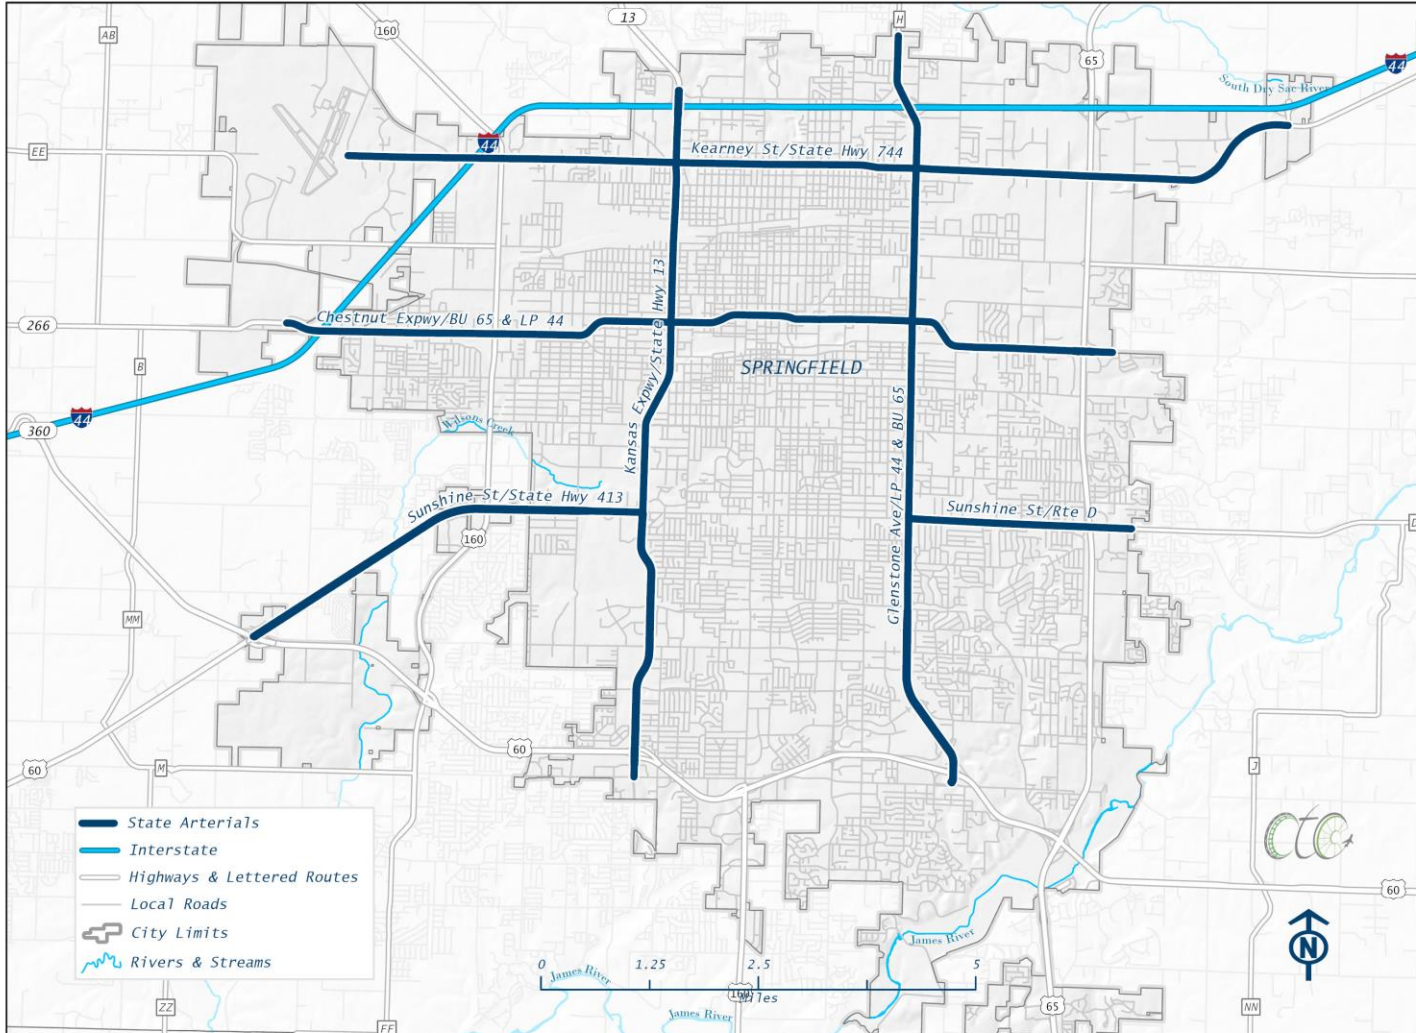 13
H
160
AB
65
44
South Dry Sac River
44
Kearney St/State Hwy 744
EE
Kansas Expwy/State Hwy 13
266
Chestnut Expwy/BU 65 & LP 44
B
SPRINGFIELD
Glenstone Ave/LP 44 & BU 65
44
360
Wilsons Creek
Sunshine St/State Hwy 413
Sunshine St/Rte D
D
160
MM
60
60
M
J
State Arterials
Interstate
Highways & Lettered Routes
Local Roads
City Limits
Rivers & Streams
CTO
60
N
James River
0 1.25 2.5 5
Miles
James River
160
James River
65
ZZ
FF
NN